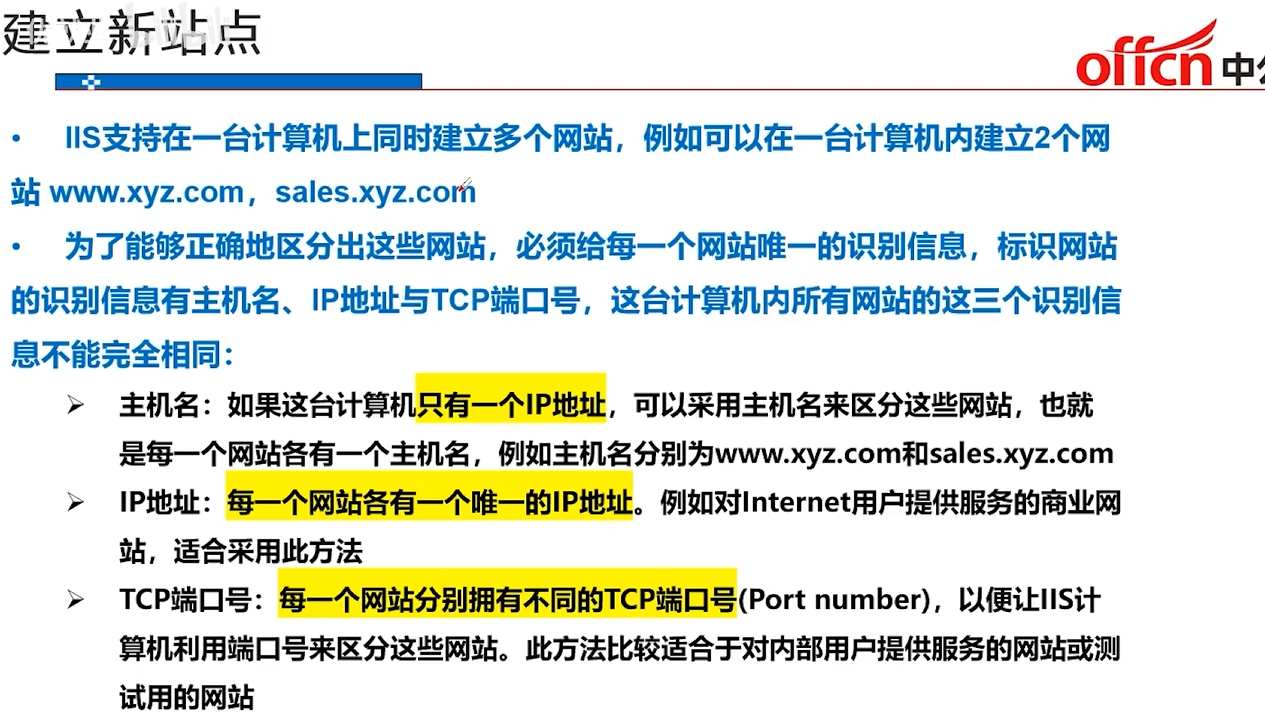 建立新站点
offcn 中公
• IIS支持在一台计算机上同时建立多个网站，例如可以在一台计算机内建立2个网
站 www.xyz.com，sales.xyz.com
• 为了能够正确地区分出这些网站，必须给每一个网站唯一的识别信息，标识网站
的识别信息有主机名、IP地址与TCP端口号，这台计算机内所有网站的这三个识别信
息不能完全相同：
➢ 主机名：如果这台计算机只有一个IP地址，可以采用主机名来区分这些网站，也就
是每一个网站各有一个主机名，例如主机名分别为www.xyz.com和sales.xyz.com
➢ IP地址：每一个网站各有一个唯一的IP地址。例如对Internet用户提供服务的商业网
站，适合采用此方法
➢ TCP端口号：每一个网站分别拥有不同的TCP端口号(Port number)，以便让IIS计
算机利用端口号来区分这些网站。此方法比较适合于对内部用户提供服务的网站或测
试用的网站